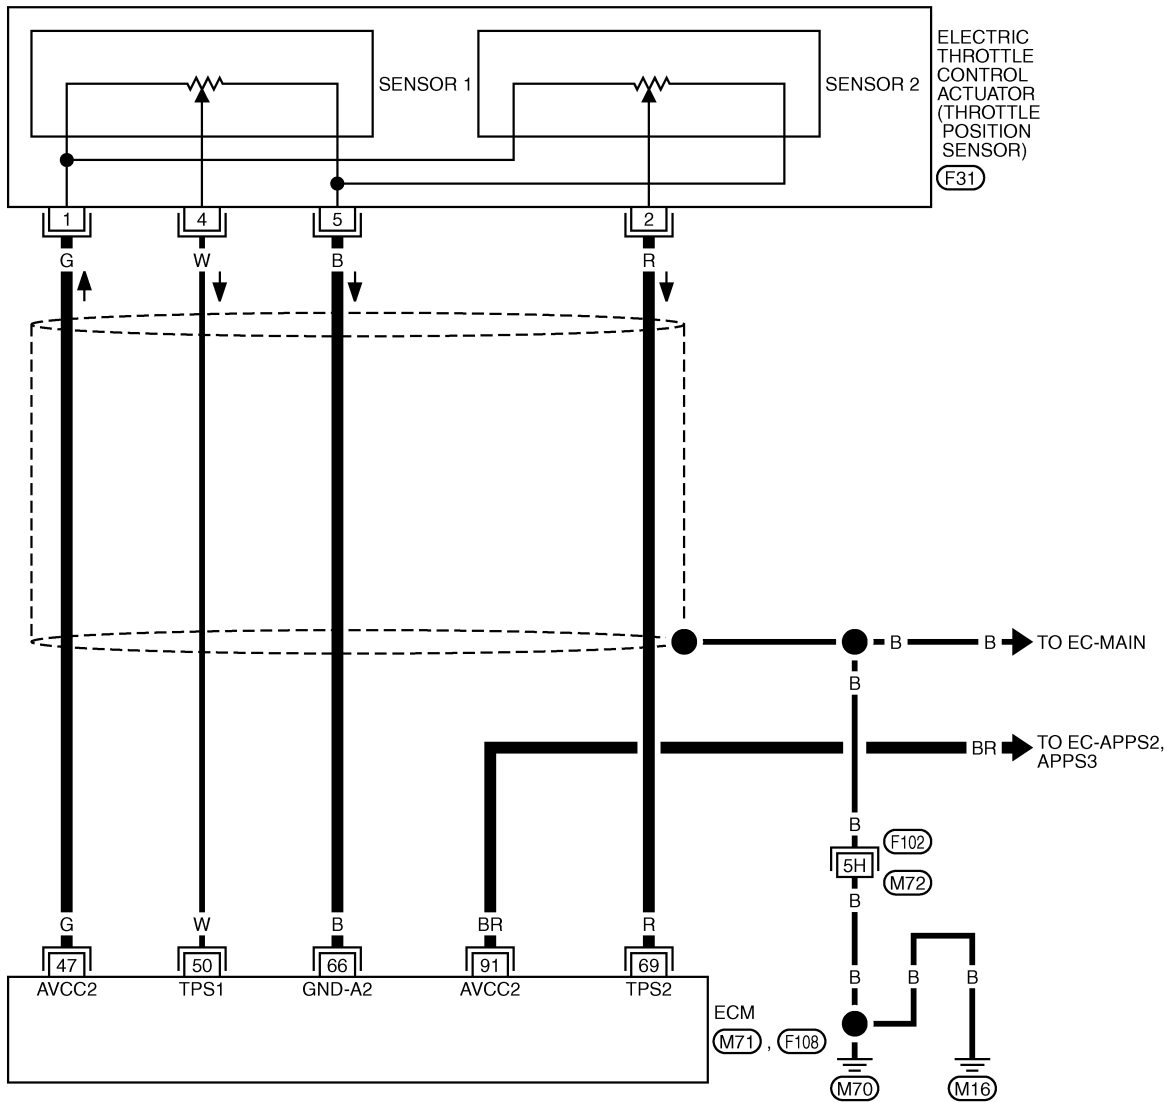 SENSOR 1
SENSOR 2
ELECTRIC
THROTTLE
CONTROL
ACTUATOR
(THROTTLE
POSITION
SENSOR)
F31
1
4
5
2
G
W
B
R
B
B
TO EC-MAIN
B
BR
TO EC-APPS2,
APPS3
B
F102
5H
M72
B
G
W
B
BR
R
47
50
66
91
69
AVCC2
TPS1
GND-A2
AVCC2
TPS2
B
B
B
ECM
M71 , F108
M70
M16